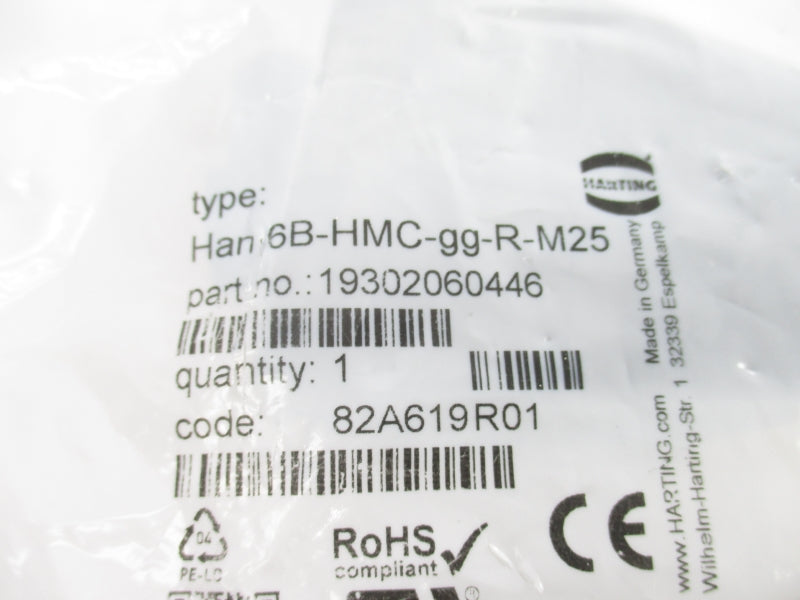 HARTING
type:
Han 6B-HMC-gg-R-M25
part no.: 19302060446
quantity: 1
code: 82A619R01
04
PE-LD
RoHS
compliant
CE
®
Made in Germany
32339 Espelkamp
www.HARTING.com
Wilhelm-Harting-Str. 1